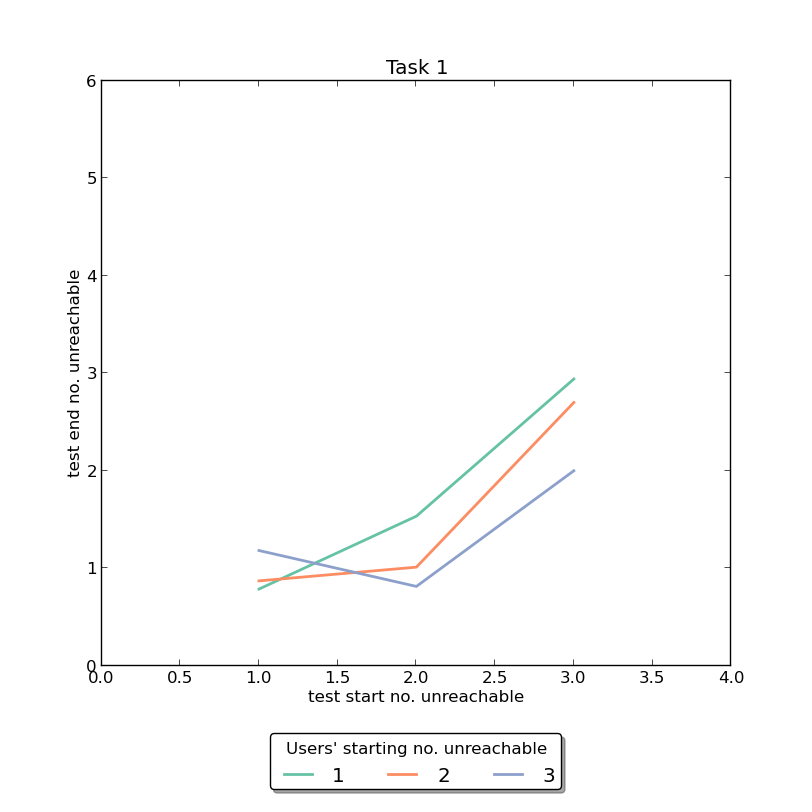 Task 1
6
5
4
3
2
1
0
test end no. unreachable
0.0 0.5 1.0 1.5 2.0 2.5 3.0 3.5 4.0
test start no. unreachable
Users' starting no. unreachable
1 2 3